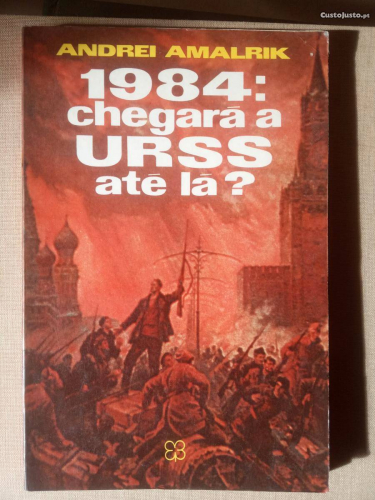 CustoJusto.pt
ANDREI AMALRIK
1984:
chegará a
URSS
até lá?